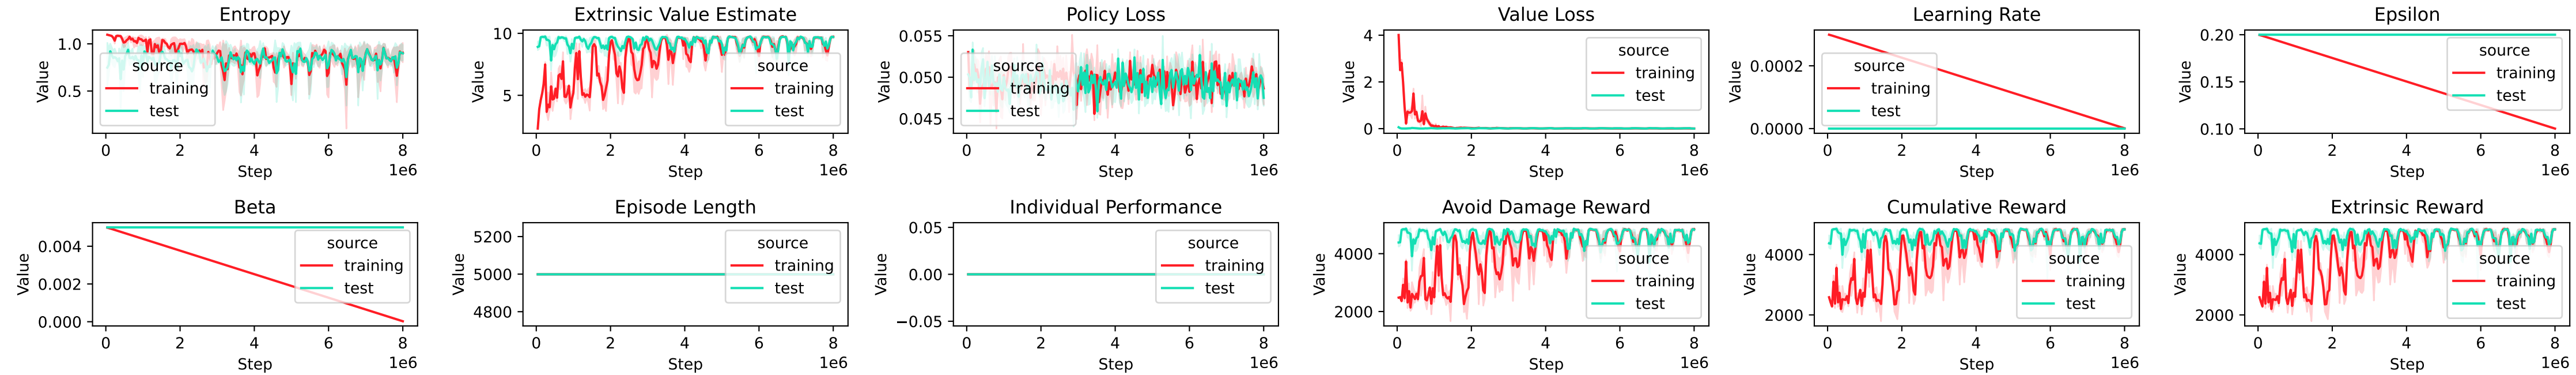 Entropy
Value
1.0
0.5
source
training
test
0 2 4 6 8
Step
1e6
Extrinsic Value Estimate
Value
10
5
source
training
test
0 2 4 6 8
Step
1e6
Policy Loss
Value
0.055
0.050
0.045
source
training
test
0 2 4 6 8
Step
1e6
Value Loss
Value
4
2
0
source
training
test
0 2 4 6 8
Step
1e6
Learning Rate
Value
0.0002
0.0000
source
training
test
0 2 4 6 8
Step
1e6
Epsilon
Value
0.20
0.15
0.10
source
training
test
0 2 4 6 8
Step
1e6
Beta
Value
0.004
0.002
0.000
source
training
test
0 2 4 6 8
Step
1e6
Episode Length
Value
5200
5000
4800
source
training
test
0 2 4 6 8
Step
1e6
Individual Performance
Value
0.05
0.00
−0.05
source
training
test
0 2 4 6 8
Step
1e6
Avoid Damage Reward
Value
4000
2000
source
training
test
0 2 4 6 8
Step
1e6
Cumulative Reward
Value
4000
2000
source
training
test
0 2 4 6 8
Step
1e6
Extrinsic Reward
Value
4000
2000
source
training
test
0 2 4 6 8
Step
1e6